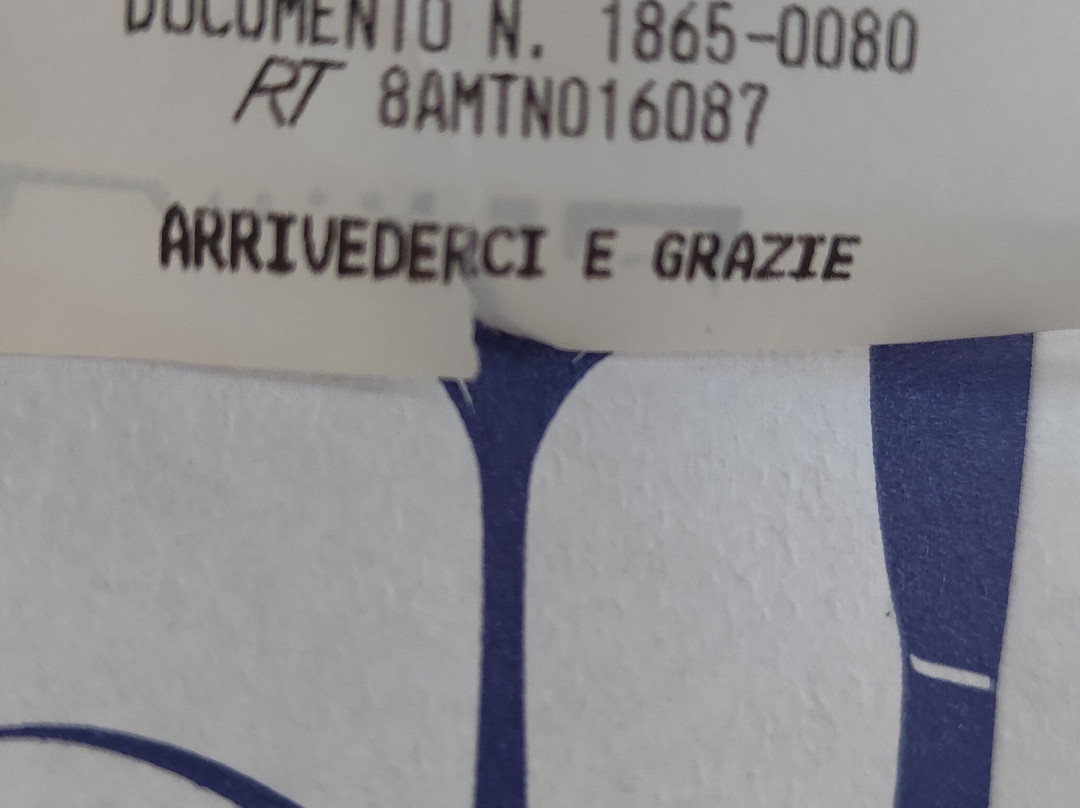 DOCUMENTO N. 1865-0080
RT 8AMTN016087
ARRIVEDERCI E GRAZIE